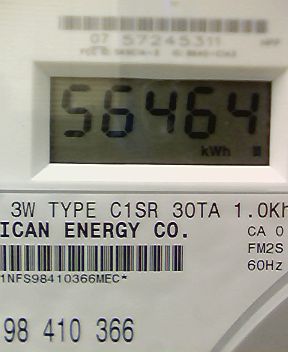 07 57245311
56464
kWh
3W TYPE C1SR 30TA 1.0Kh
ICAN ENERGY CO.
CA 0
FM2S
60Hz
1NFS98410366MEC*
98 410 366